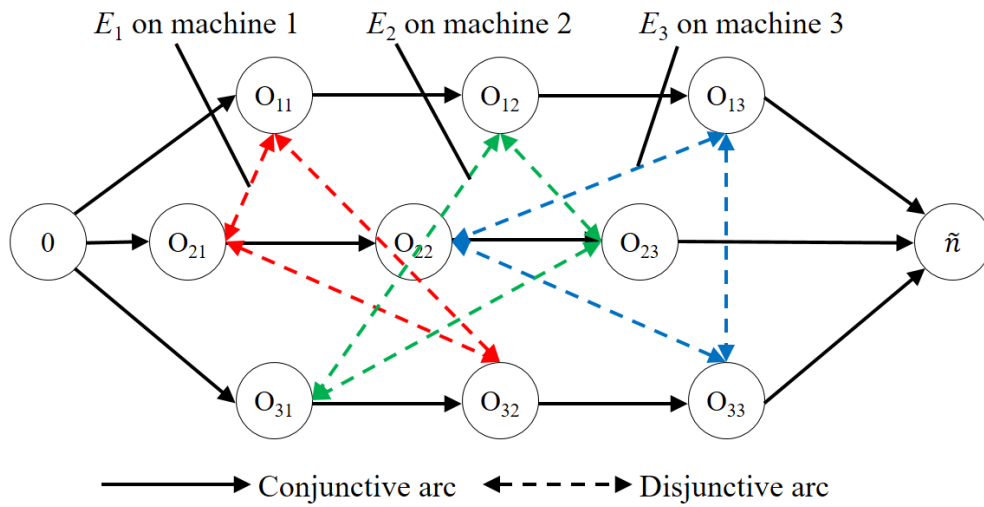 E₁ on machine 1 E₂ on machine 2 E₃ on machine 3
O₁₁ O₁₂ O₁₃
0 O₂₁ O₂₂ O₂₃ ñ
O₃₁ O₃₂ O₃₃
Conjunctive arc Disjunctive arc